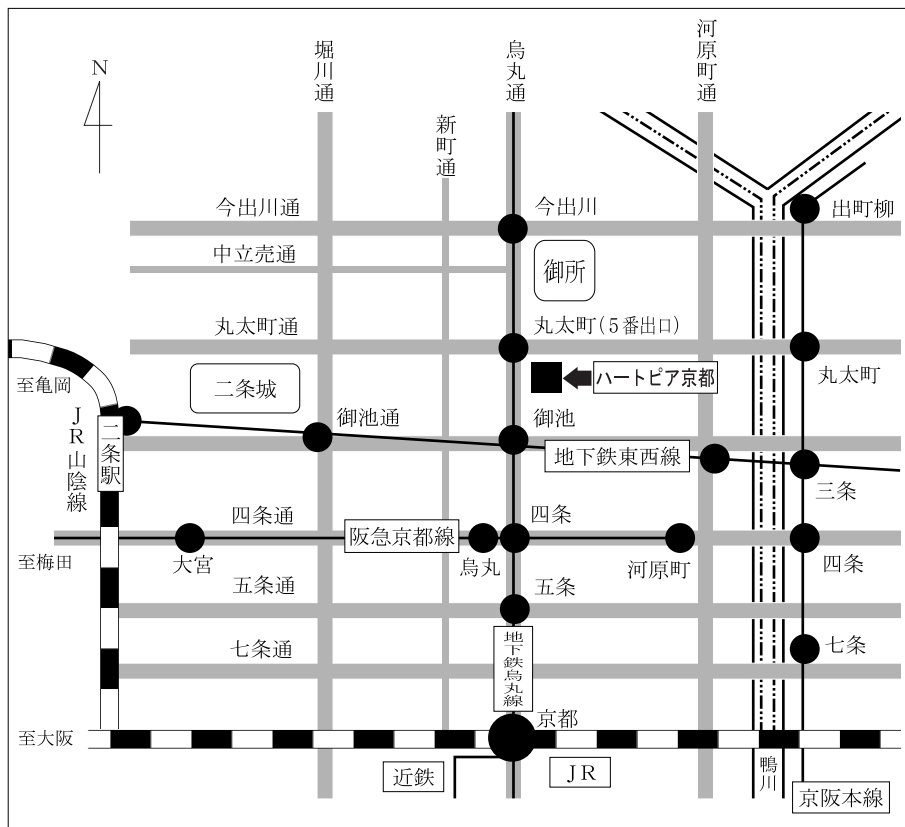 堀川通
烏丸通
河原町通
N
新町通
今出川通
今出川
出町柳
中立売通
御所
丸太町通
丸太町(5番出口)
至亀岡
二条城
ハートピア京都
丸太町
JR山陰線
二条駅
御池通
御池
地下鉄東西線
三条
四条通
阪急京都線
四条
至梅田
大宮
烏丸
河原町
四条
五条通
五条
七条通
地下鉄烏丸線
七条
至大阪
京都
近鉄
JR
鴨川
京阪本線